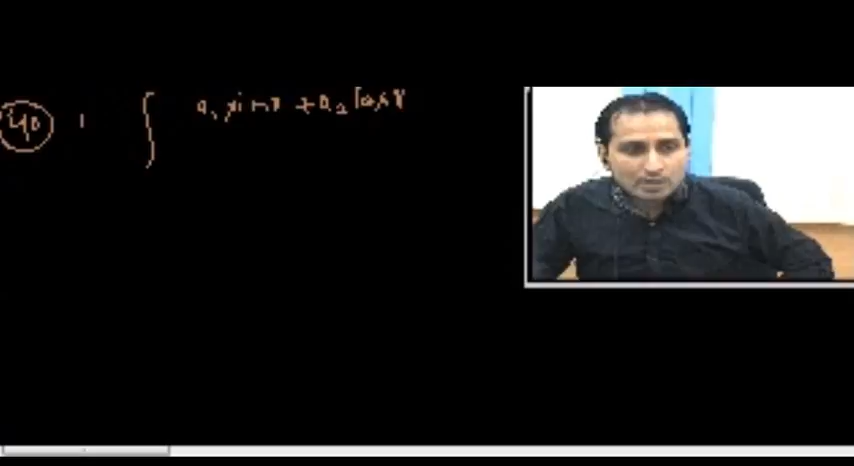 40 ∫ a₁ sin x + a₂ cos x